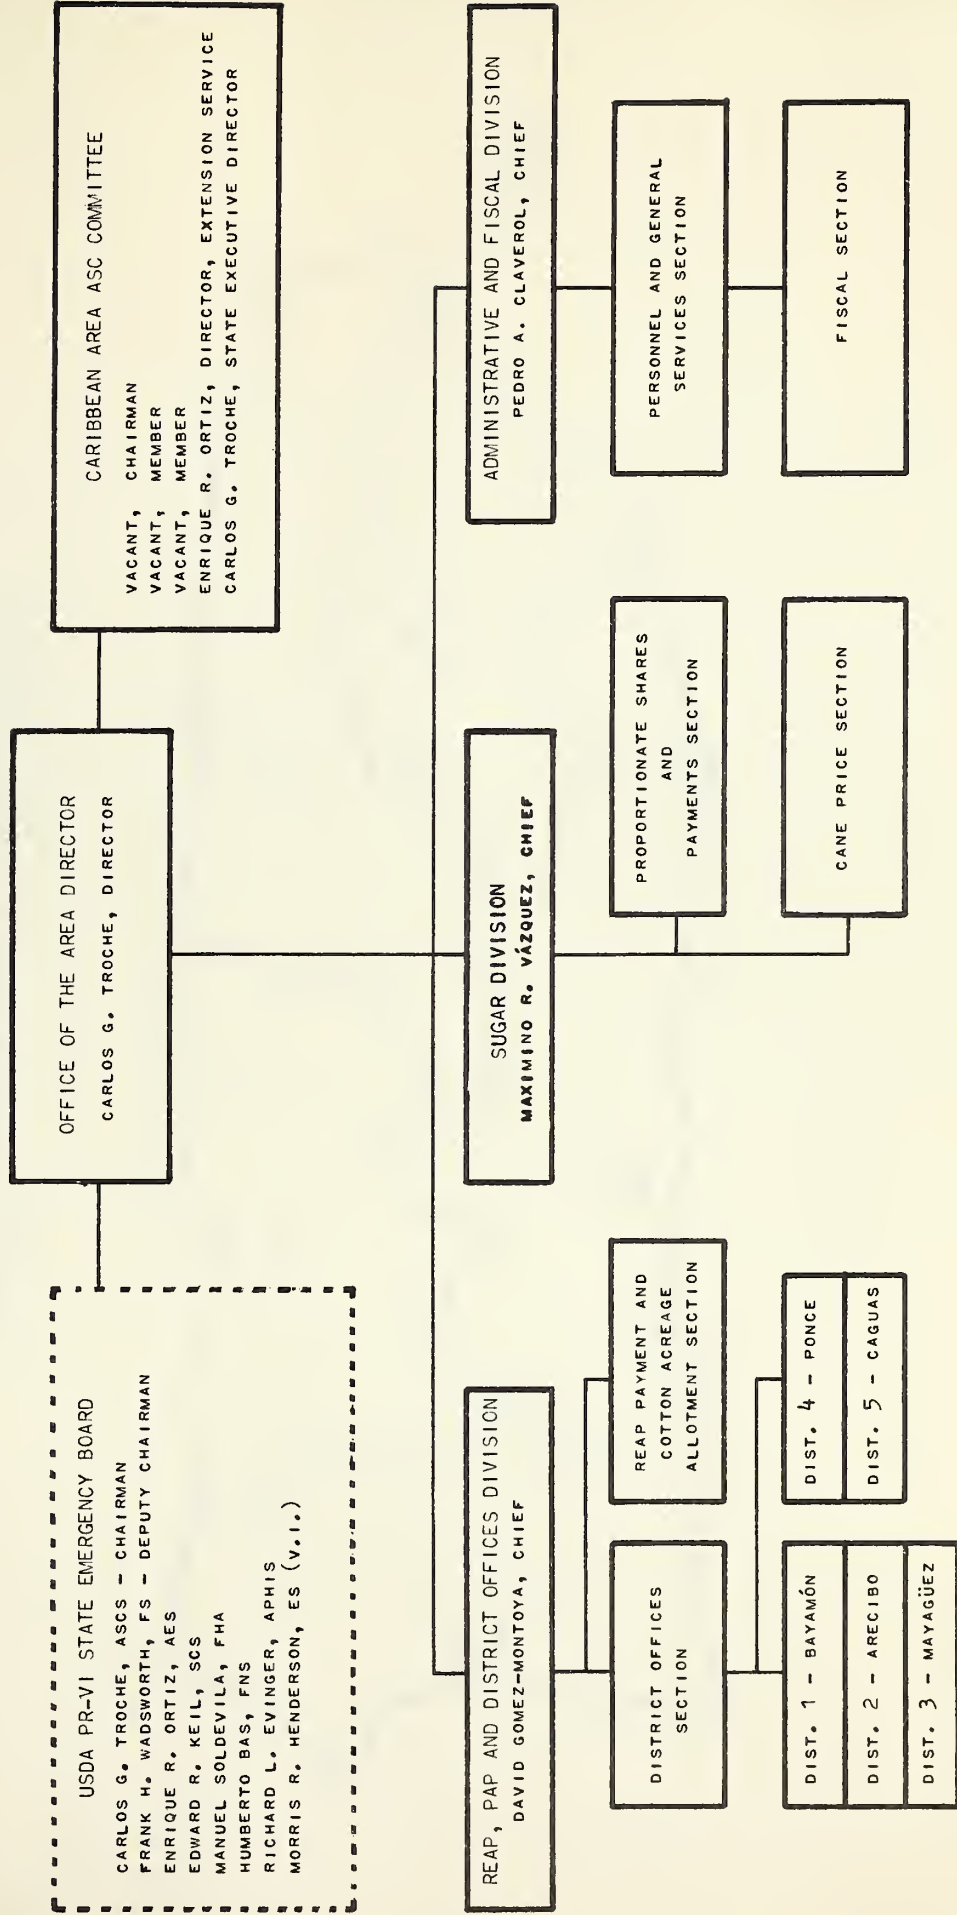 OFFICE OF THE AREA DIRECTOR
CARLOS G. TROCHE, DIRECTOR
USDA PR-VI STATE EMERGENCY BOARD
CARLOS G. TROCHE, ASCS - CHAIRMAN
FRANK H. WADSWORTH, FS - DEPUTY CHAIRMAN
ENRIQUE R. ORTIZ, AES
EDWARD R. KEIL, SCS
MANUEL SOLDEVILA, FHA
HUMBERTO BAS, FNS
RICHARD L. EVINGER, APHIS
MORRIS R. HENDERSON, ES (V.I.)
CARIBBEAN AREA ASC COMMITTEE
VACANT, CHAIRMAN
VACANT, MEMBER
VACANT, MEMBER
ENRIQUE R. ORTIZ, DIRECTOR, EXTENSION SERVICE
CARLOS G. TROCHE, STATE EXECUTIVE DIRECTOR
REAP, PAP AND DISTRICT OFFICES DIVISION
DAVID GOMEZ-MONTOYA, CHIEF
DISTRICT OFFICES
SECTION
REAP PAYMENT AND
COTTON ACREAGE
ALLOTMENT SECTION
DIST. 1 - BAYAMÓN
DIST. 2 - ARECIBO
DIST. 3 - MAYAGÜEZ
DIST. 4 - PONCE
DIST. 5 - CAGUAS
SUGAR DIVISION
MAXIMINO R. VÁZQUEZ, CHIEF
PROPORTIONATE SHARES
AND
PAYMENTS SECTION
CANE PRICE SECTION
ADMINISTRATIVE AND FISCAL DIVISION
PEDRO A. CLAVEROL, CHIEF
PERSONNEL AND GENERAL
SERVICES SECTION
FISCAL SECTION